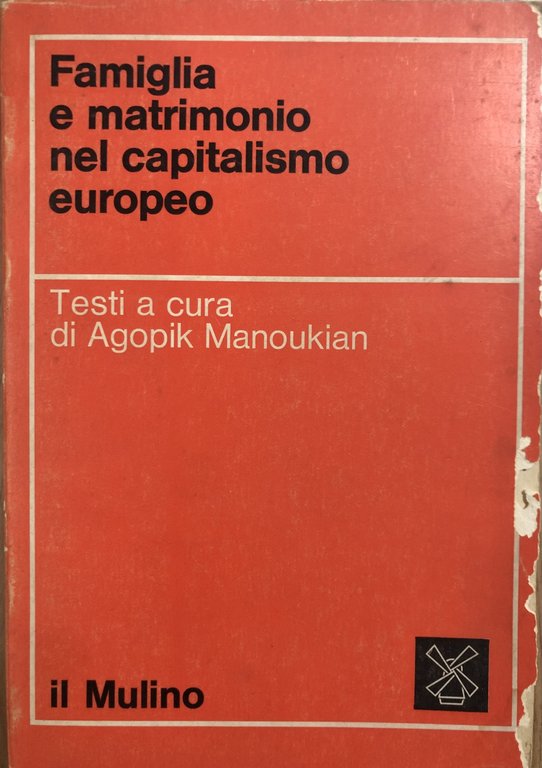 Famiglia
e matrimonio
nel capitalismo
europeo
Testi a cura
di Agopik Manoukian
il Mulino